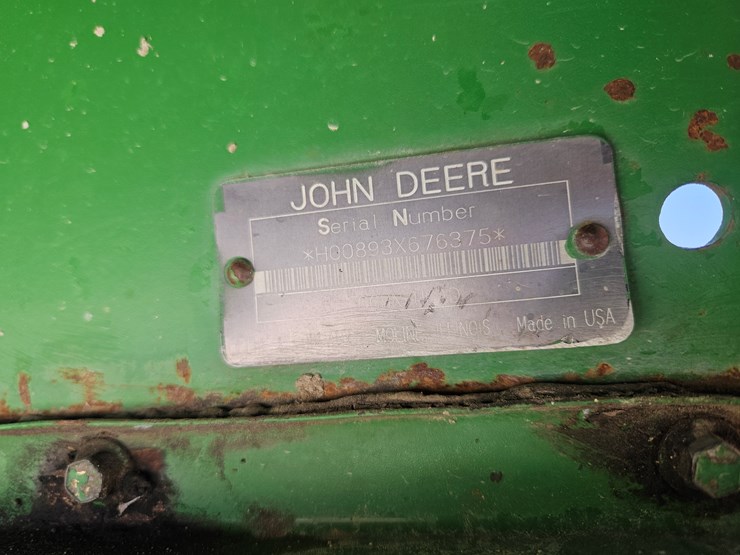 JOHN DEERE
Serial Number
*H00893X676375*
Made in USA